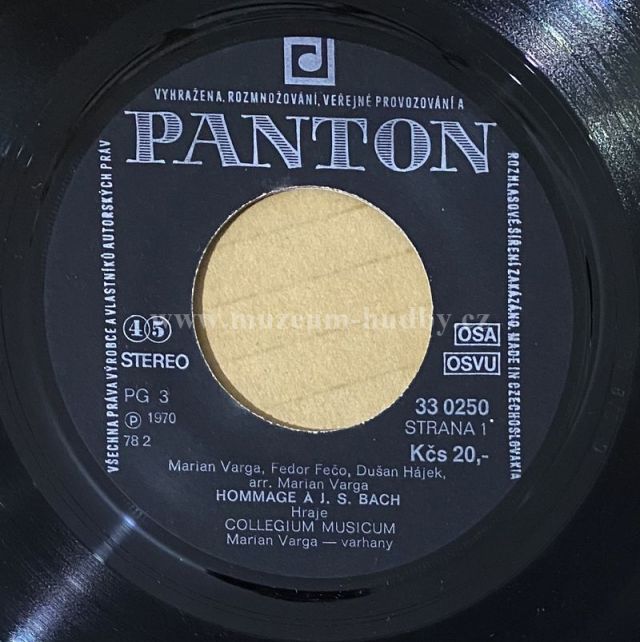 VYHRAŽENA, ROZMNOŽOVÁNÍ, VEŘEJNÉ PROVOZOVÁNÍ A
PANTON
VŠECHNA PRÁVA VÝROBCE A VLASTNÍKŮ AUTORSKÝCH PRÁV
ROZHLASOVÉ ŠÍŘENÍ ZAKÁZÁNO. MADE IN CZECHOSLOVAKIA
www.muzeum-hudby.cz
45
STEREO
OSA
OSVU
PG 3
Ⓟ 1970
78 2
33 0250
STRANA 1
Kčs 20,-
Marian Varga, Fedor Fečo, Dušan Hájek,
arr. Marian Varga
HOMMAGE À J. S. BACH
Hraje
COLLEGIUM MUSICUM
Marian Varga — varhany